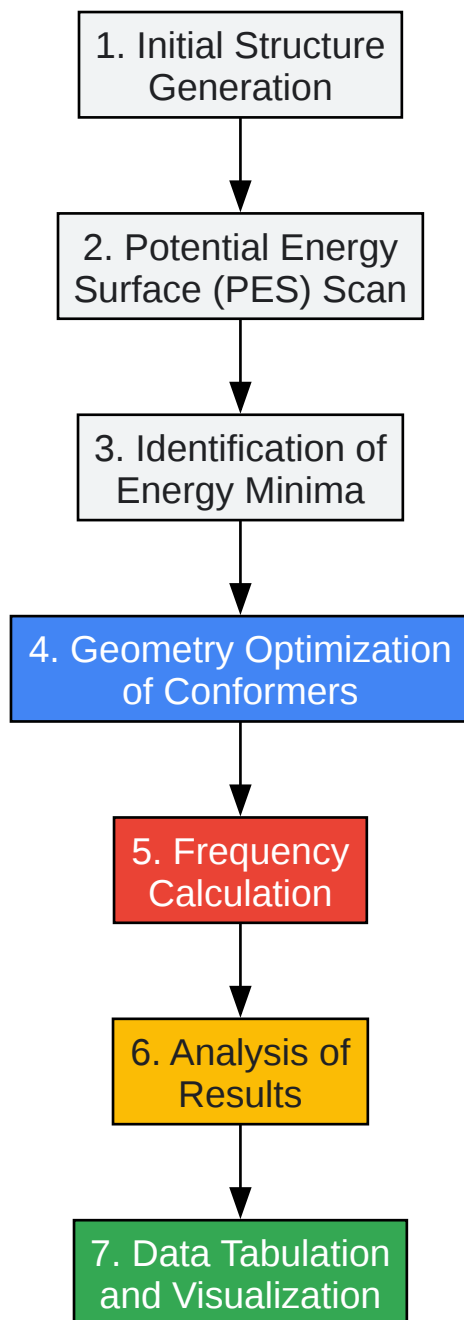 1. Initial Structure
Generation
2. Potential Energy
Surface (PES) Scan
3. Identification of
Energy Minima
4. Geometry Optimization
of Conformers
5. Frequency
Calculation
6. Analysis of
Results
7. Data Tabulation
and Visualization